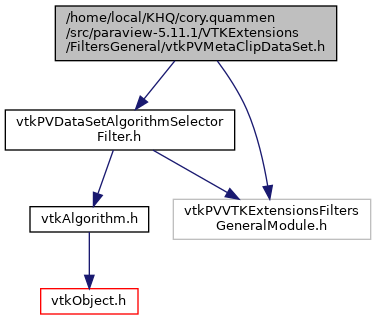 /home/local/KHQ/cory.quammen
/src/paraview-5.11.1/VTKExtensions
/FiltersGeneral/vtkPVMetaClipDataSet.h
vtkPVDataSetAlgorithmSelector
Filter.h
vtkAlgorithm.h
vtkPVVTKExtensionsFilters
GeneralModule.h
vtkObject.h